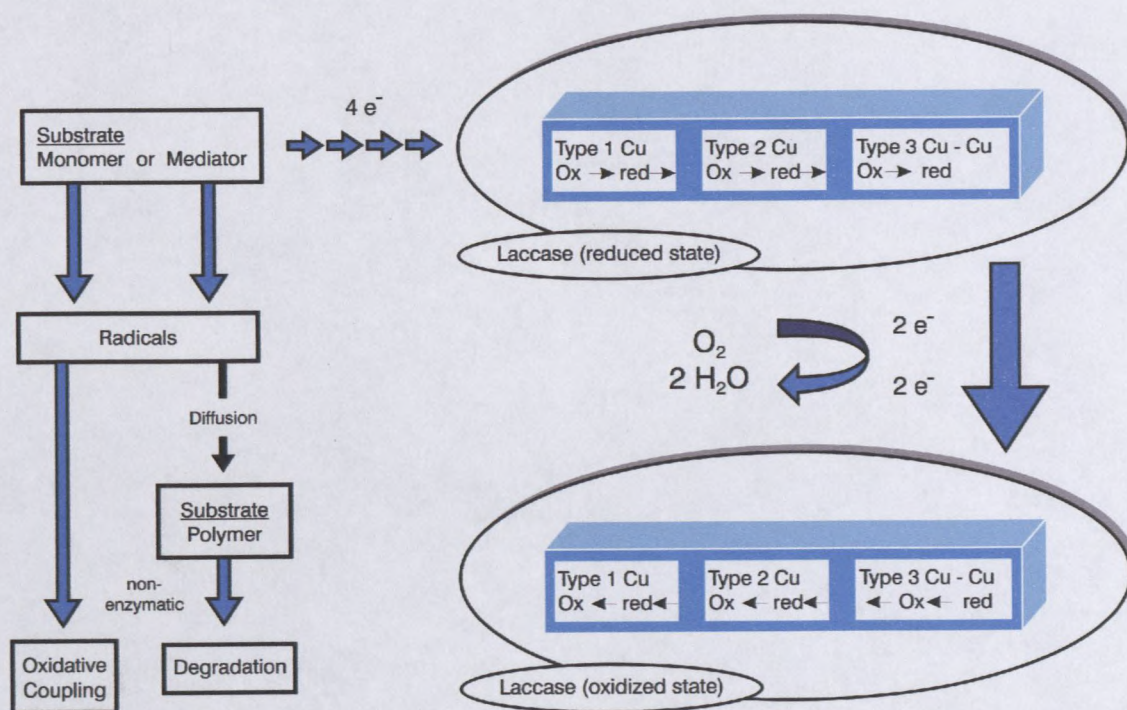 4 e⁻
Substrate
Monomer or Mediator
Type 1 Cu
Ox → red→
Type 2 Cu
Ox → red→
Type 3 Cu - Cu
Ox → red
Laccase (reduced state)
Radicals
O₂
2 H₂O
2 e⁻
2 e⁻
Diffusion
Substrate
Polymer
non-
enzymatic
Oxidative
Coupling
Degradation
Type 1 Cu
Ox ← red←
Type 2 Cu
Ox ← red←
Type 3 Cu - Cu
← Ox← red
Laccase (oxidized state)